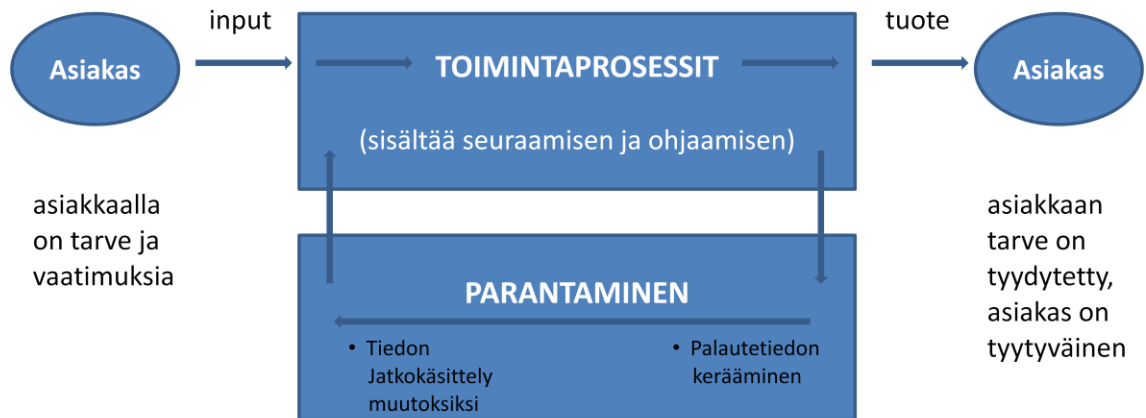 input
tuote
Asiakas
TOIMINTAPROSESSIT
Asiakas
(sisältää seuraamisen ja ohjaamisen)
asiakkaalla
on tarve ja
vaatimuksia
asiakkaan
tarve on
tyydytetty,
asiakas on
tyytyväinen
PARANTAMINEN
• Tiedon
Jatkokäsittely
muutoksiksi
• Palautetiedon
kerääminen